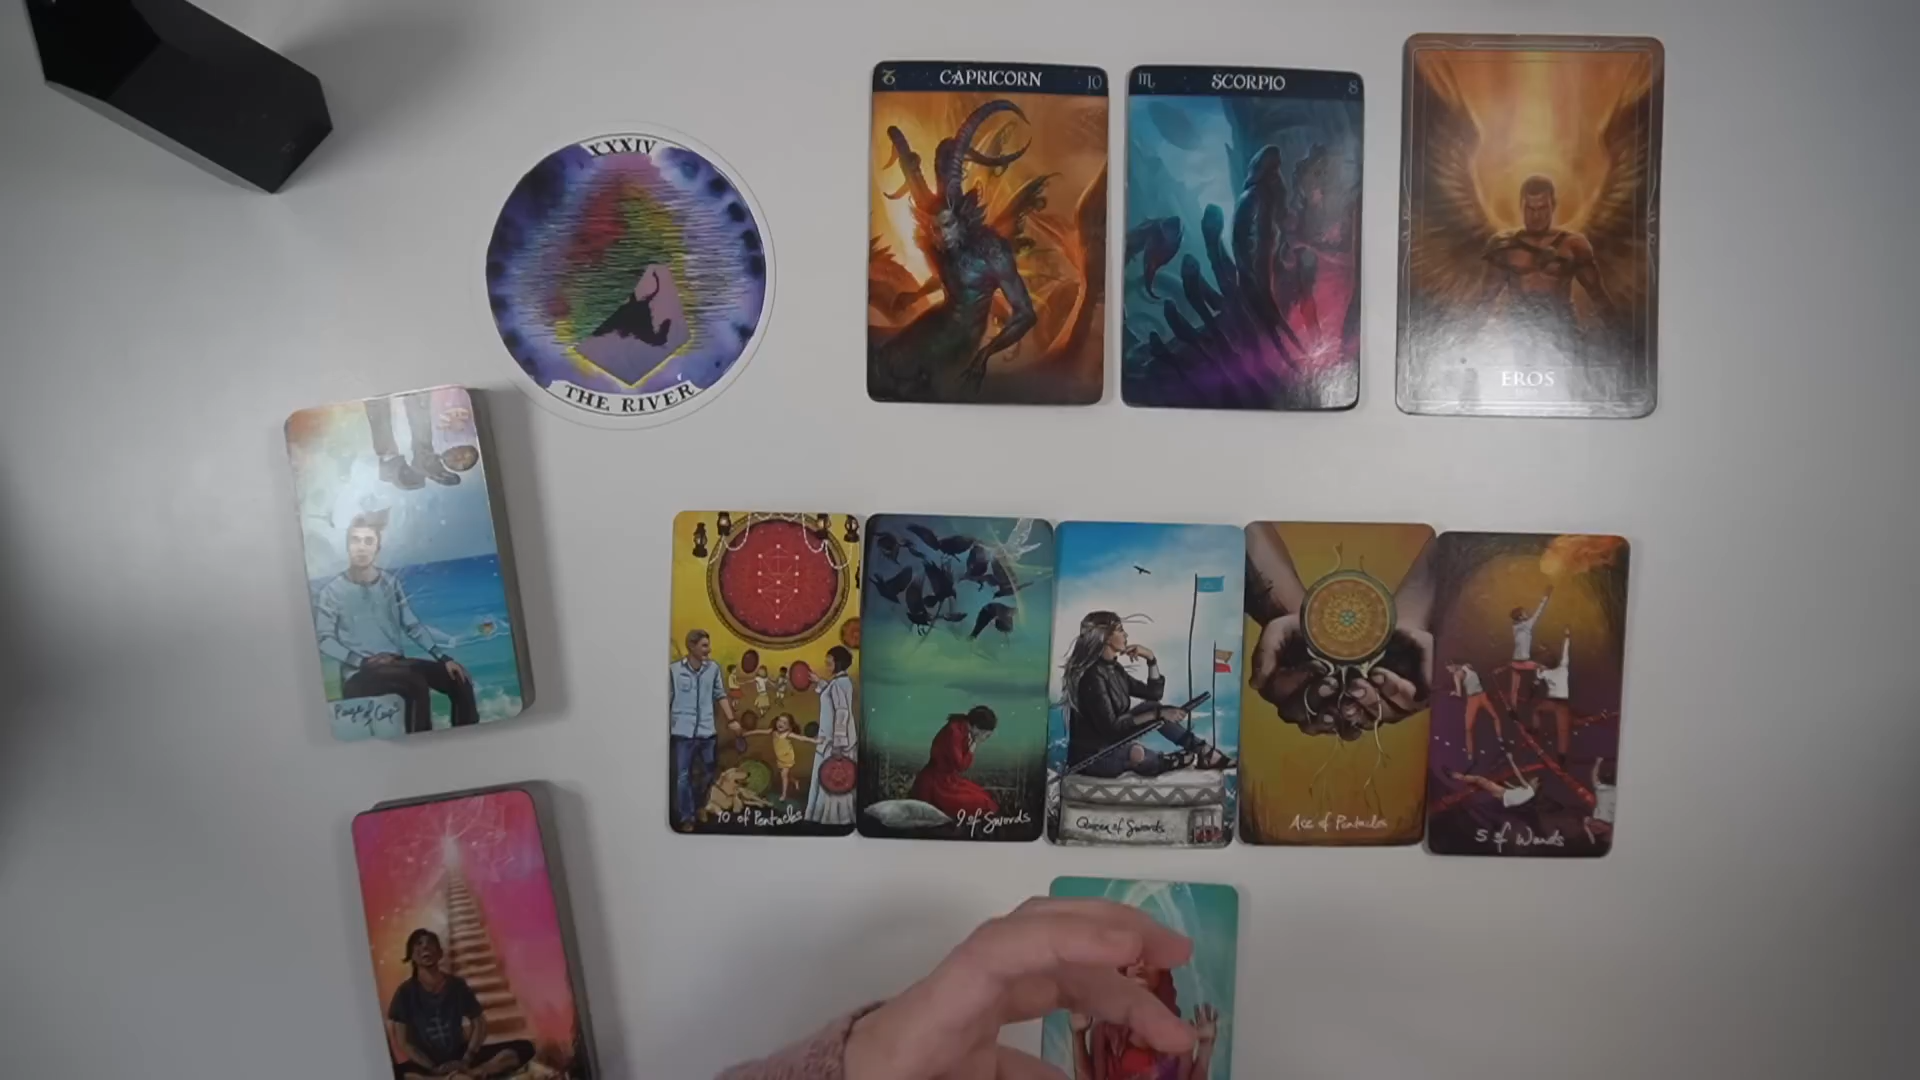 CAPRICORN 10
SCORPIO 8
XXXIV
THE RIVER
EROS
Page of Cups
10 of Pentacles
9 of Swords
Queen of Swords
Ace of Pentacles
5 of Wands